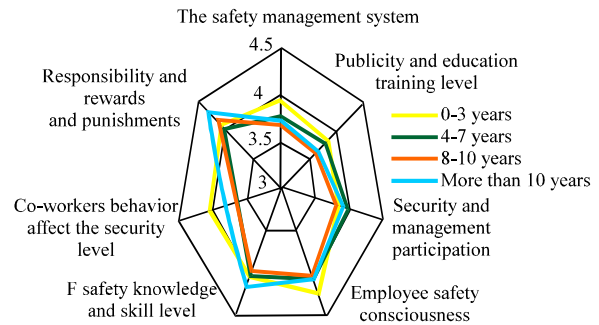 The safety management system
4.5
Publicity and education
training level
Responsibility and
rewards
and punishments
4
0-3 years
4-7 years
8-10 years
More than 10 years
3.5
3
Co-workers behavior
affect the security
level
Security and
management
participation
F safety knowledge
and skill level
Employee safety
consciousness